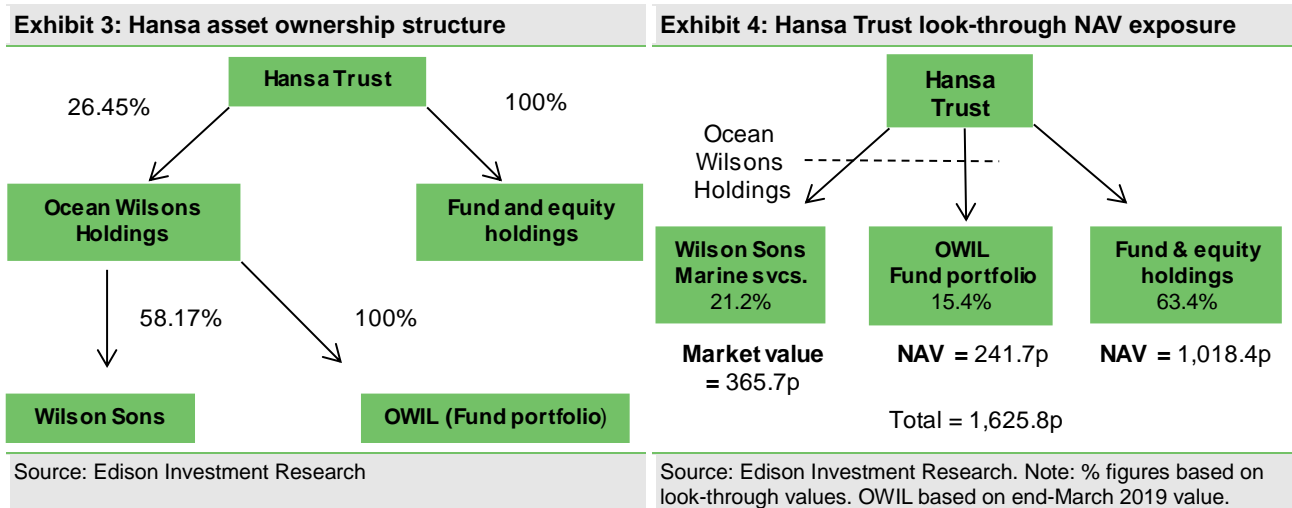 Exhibit 3: Hansa asset ownership structure
Hansa Trust
26.45%
100%
Ocean Wilsons
Holdings
Fund and equity
holdings
58.17%
100%
Wilson Sons
OWIL (Fund portfolio)
Source: Edison Investment Research
Exhibit 4: Hansa Trust look-through NAV exposure
Hansa
Trust
Ocean
Wilsons
Holdings
Wilson Sons
Marine svcs.
21.2%
OWIL
Fund portfolio
15.4%
Fund & equity
holdings
63.4%
Market value
= 365.7p
NAV = 241.7p
NAV = 1,018.4p
Total = 1,625.8p
Source: Edison Investment Research. Note: % figures based on
look-through values. OWIL based on end-March 2019 value.